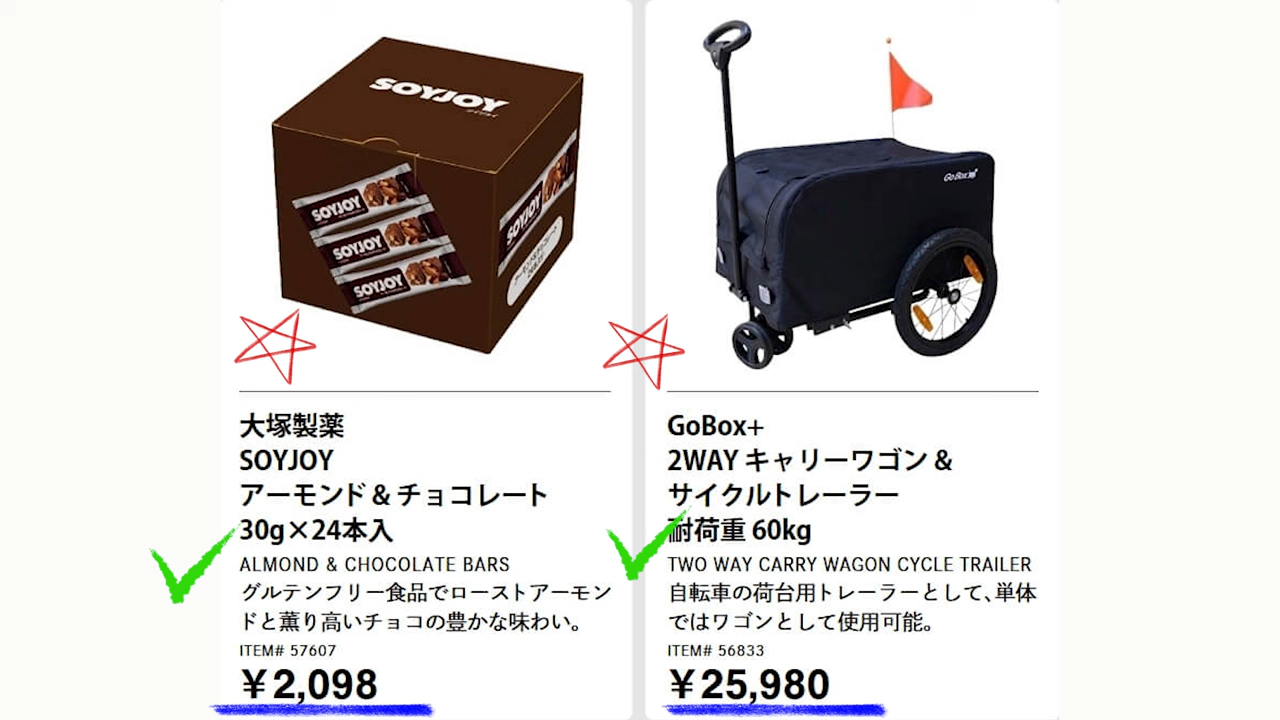 SOYJOY
SOYJOY
SOYJOY
SOYJOY
SOYJOY
Go Box
大塚製薬
SOYJOY
アーモンド & チョコレート
30g×24本入
ALMOND & CHOCOLATE BARS
グルテンフリー食品でローストアーモン
ドと薫り高いチョコの豊かな味わい。
ITEM# 57607
￥2,098
GoBox+
2WAY キャリーワゴン &
サイクルトレーラー
耐荷重 60kg
TWO WAY CARRY WAGON CYCLE TRAILER
自転車の荷台用トレーラーとして、単体
ではワゴンとして使用可能。
ITEM# 56833
￥25,980